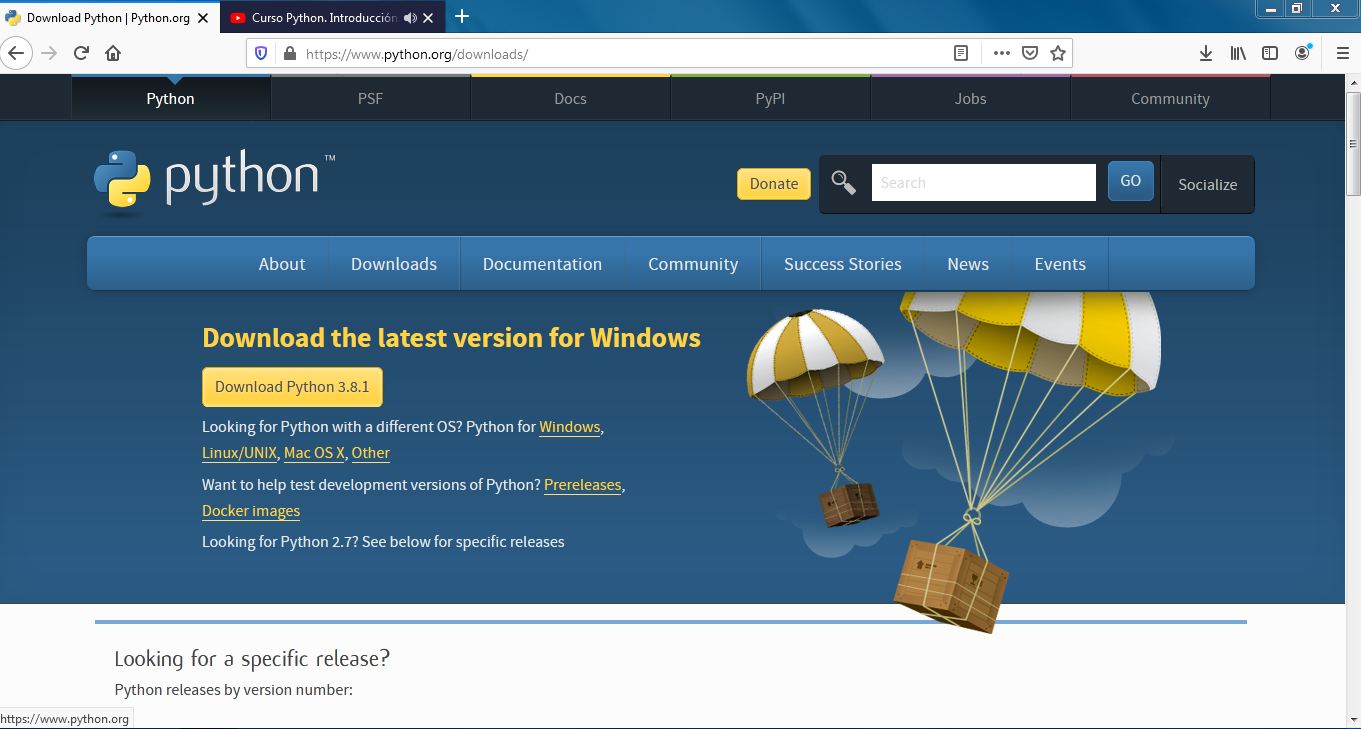 Download Python | Python.org
Curso Python. Introducción
https://www.python.org/downloads/
Python PSF Docs PyPI Jobs Community
python™
Donate
Search
GO
Socialize
About Downloads Documentation Community Success Stories News Events
Download the latest version for Windows
Download Python 3.8.1
Looking for Python with a different OS? Python for Windows,
Linux/UNIX, Mac OS X, Other
Want to help test development versions of Python? Prereleases,
Docker images
Looking for Python 2.7? See below for specific releases
Looking for a specific release?
Python releases by version number:
https://www.python.org